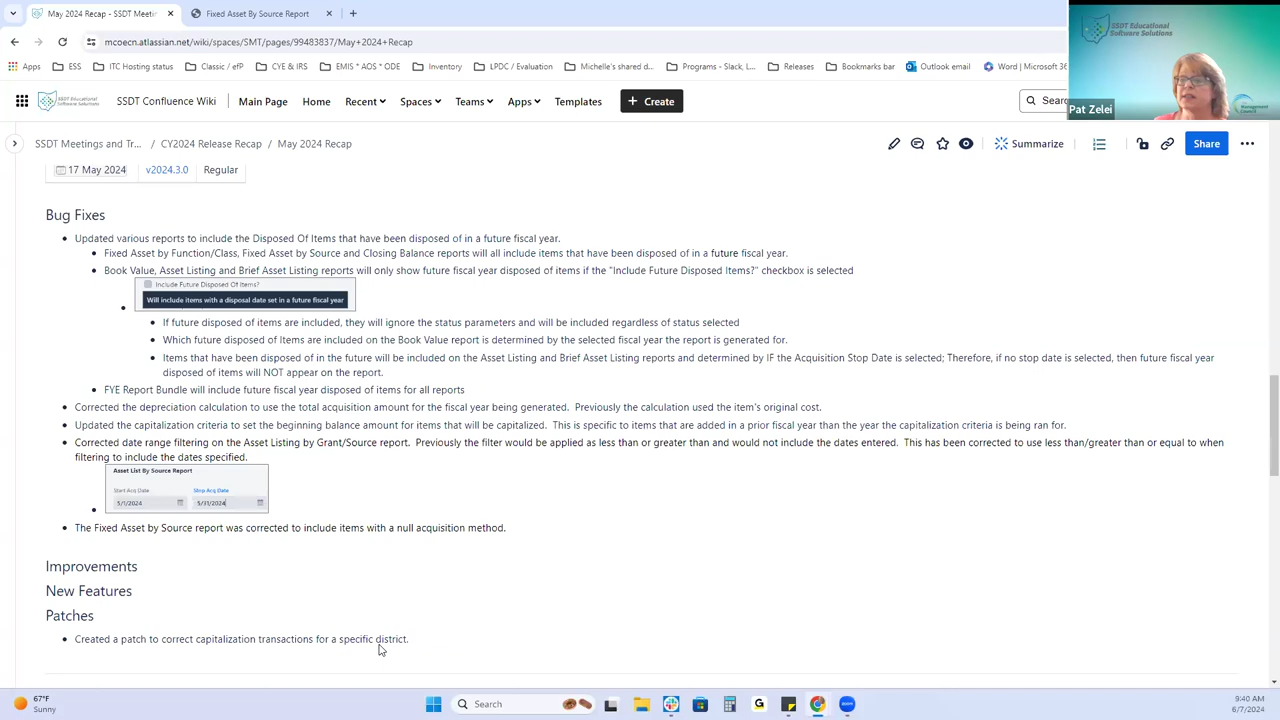 May 2024 Recap - SSDT Meetin
Fixed Asset By Source Report
mcoecn.atlassian.net/wiki/spaces/SMT/pages/99483837/May+2024+Recap
Apps
ESS
ITC Hosting status
Classic / efP
CYE & IRS
EMIS * AOS * ODE
Inventory
LPDC / Evaluation
Michelle's shared d...
Programs - Slack, L...
Releases
Bookmarks bar
Outlook email
Word | Microsoft 36
SSDT Educational
Software Solutions
Management
Council
Pat Zelei
SSDT Educational
Software Solutions
SSDT Confluence Wiki
Main Page
Home
Recent
Spaces
Teams
Apps
Templates
+ Create
Searc
SSDT Meetings and Tr... / CY2024 Release Recap / May 2024 Recap
Summarize
Share
17 May 2024 v2024.3.0 Regular
Bug Fixes
Updated various reports to include the Disposed Of Items that have been disposed of in a future fiscal year.
Fixed Asset by Function/Class, Fixed Asset by Source and Closing Balance reports will all include items that have been disposed of in a future fiscal year.
Book Value, Asset Listing and Brief Asset Listing reports will only show future fiscal year disposed of items if the "Include Future Disposed Items?" checkbox is selected
Include Future Disposed Of Items?
Will include items with a disposal date set in a future fiscal year
If future disposed of items are included, they will ignore the status parameters and will be included regardless of status selected
Which future disposed of Items are included on the Book Value report is determined by the selected fiscal year the report is generated for.
Items that have been disposed of in the future will be included on the Asset Listing and Brief Asset Listing reports and determined by IF the Acquisition Stop Date is selected; Therefore, if no stop date is selected, then future fiscal year
disposed of items will NOT appear on the report.
FYE Report Bundle will include future fiscal year disposed of items for all reports
Corrected the depreciation calculation to use the total acquisition amount for the fiscal year being generated. Previously the calculation used the item's original cost.
Updated the capitalization criteria to set the beginning balance amount for items that will be capitalized. This is specific to items that are added in a prior fiscal year than the year the capitalization criteria is being ran for.
Corrected date range filtering on the Asset Listing by Grant/Source report. Previously the filter would be applied as less than or greater than and would not include the dates entered. This has been corrected to use less than/greater than or equal to when
filtering to include the dates specified.
Asset List By Source Report
Start Acq Date Stop Acq Date
5/1/2024 5/31/2024
The Fixed Asset by Source report was corrected to include items with a null acquisition method.
Improvements
New Features
Patches
Created a patch to correct capitalization transactions for a specific district.
67°F
Sunny
Search
9:40 AM
6/7/2024